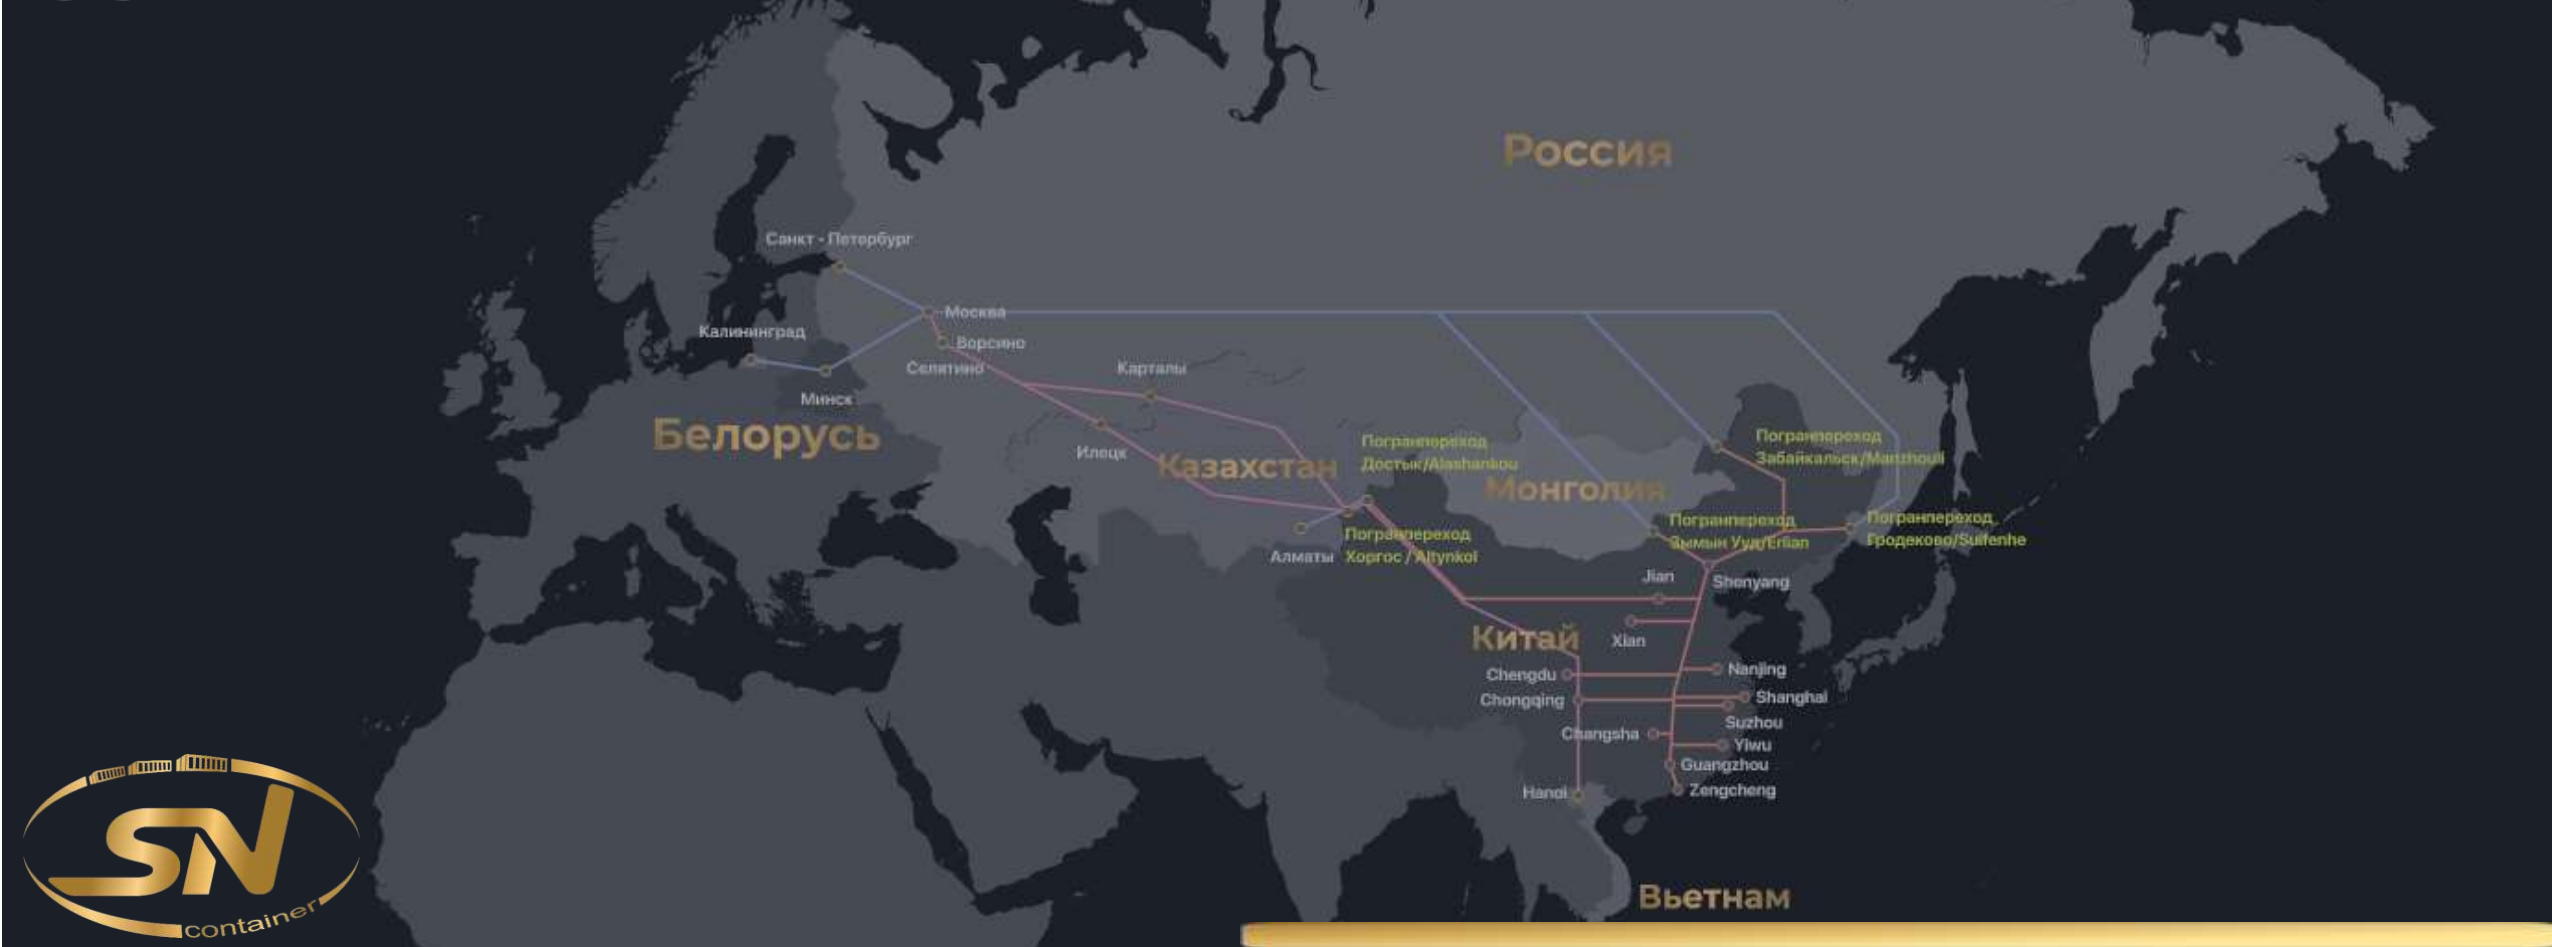 Россия
Санкт - Петербург
Москва
Калининград
Ворсино
Селятино
Карталы
Минск
Белорусь
Илецк
Казахстан
Погранпереход
Достык/Alashankou
Монголия
Погранпереход
Забайкальск/Manzhouli
Погранпереход
Зымын Ууд/Erlian
Погранпереход
Гродеково/Suifenhe
Алматы
Погранпереход
Хоргос / Altynkol
Jian
Shenyang
Китай
Xian
Chengdu
Nanjing
Chongqing
Shanghai
Suzhou
Changsha
Yiwu
Guangzhou
Hanoi
Zengcheng
Вьетнам
SN
container